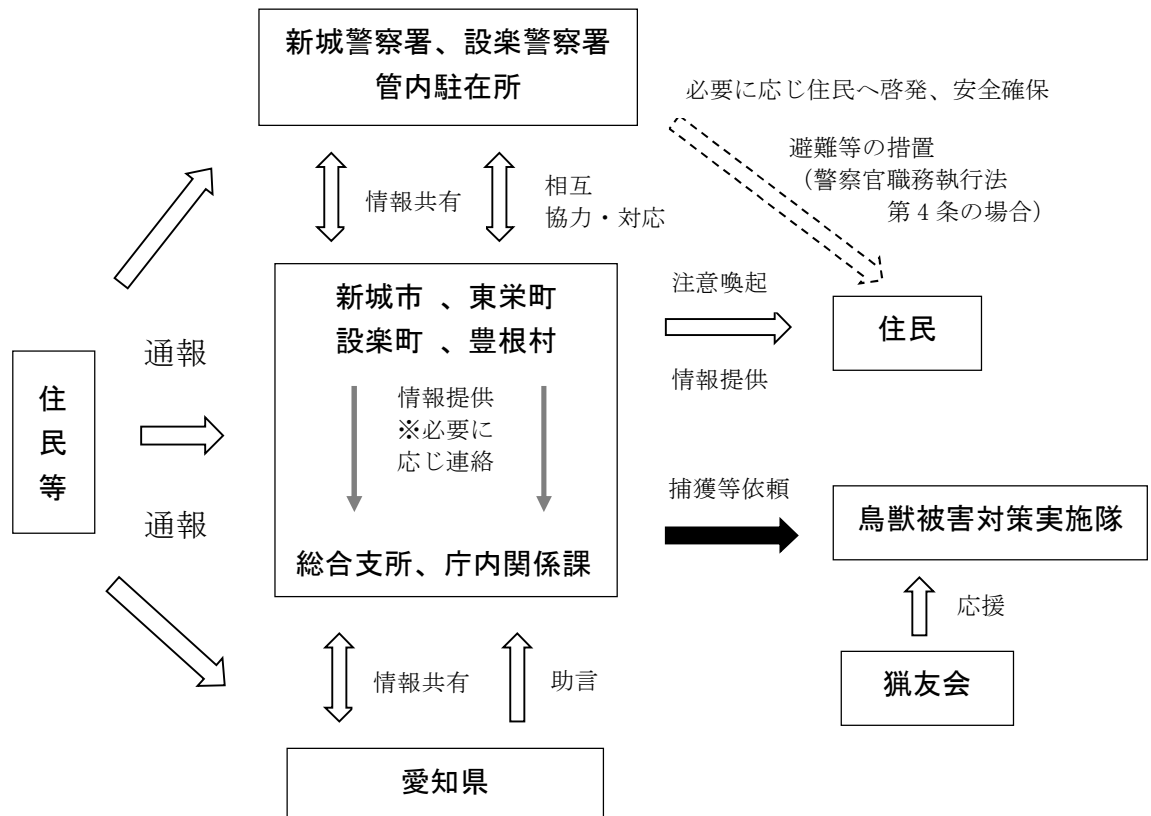 新城警察署、設楽警察署
管内駐在所
必要に応じ住民へ啓発、安全確保
避難等の措置
（警察官職務執行法
第4条の場合）
情報共有
相互
協力・対応
新城市 、東栄町
設楽町 、豊根村
注意喚起
住民
情報提供
通報
住民等
情報提供
※必要に
応じ連絡
通報
捕獲等依頼
鳥獣被害対策実施隊
総合支所、庁内関係課
応援
情報共有
助言
猟友会
愛知県